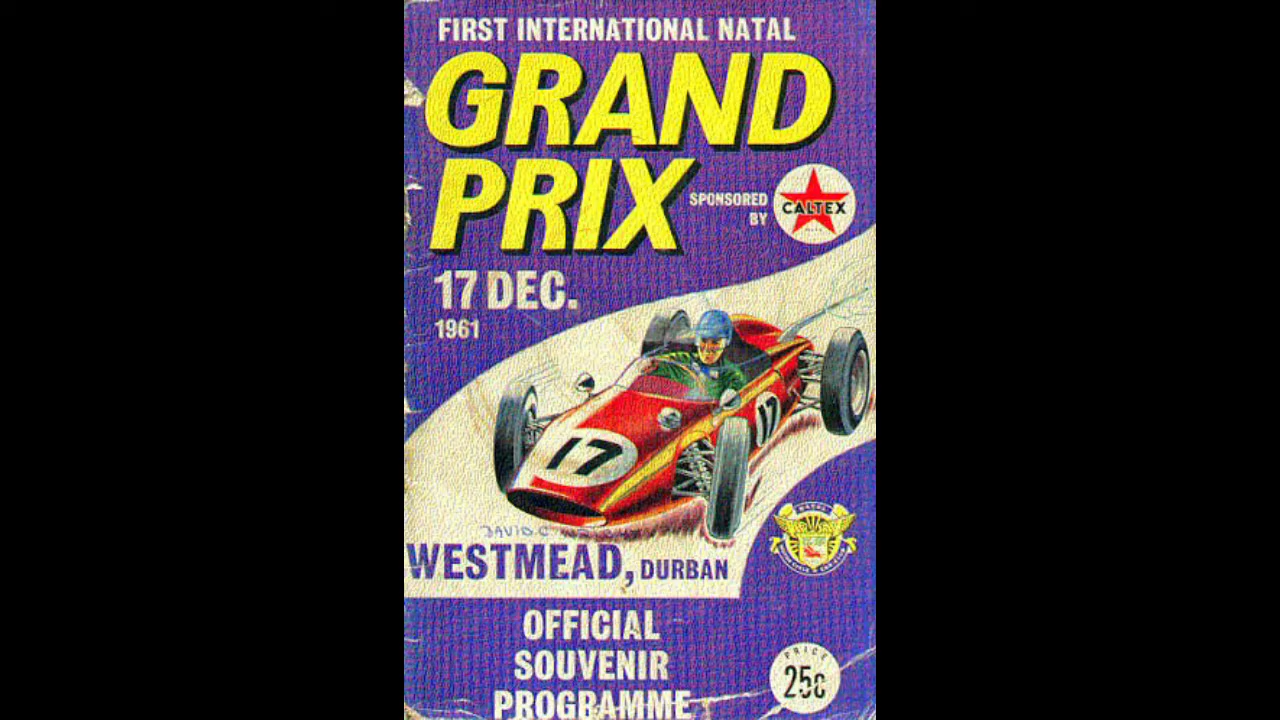 FIRST INTERNATIONAL NATAL
GRAND
PRIX
SPONSORED
BY
CALTEX
17 DEC.
1961
17
17
DAVID.C
WESTMEAD, DURBAN
NATAL
OFFICIAL
SOUVENIR
PROGRAMME
PRICE
25c